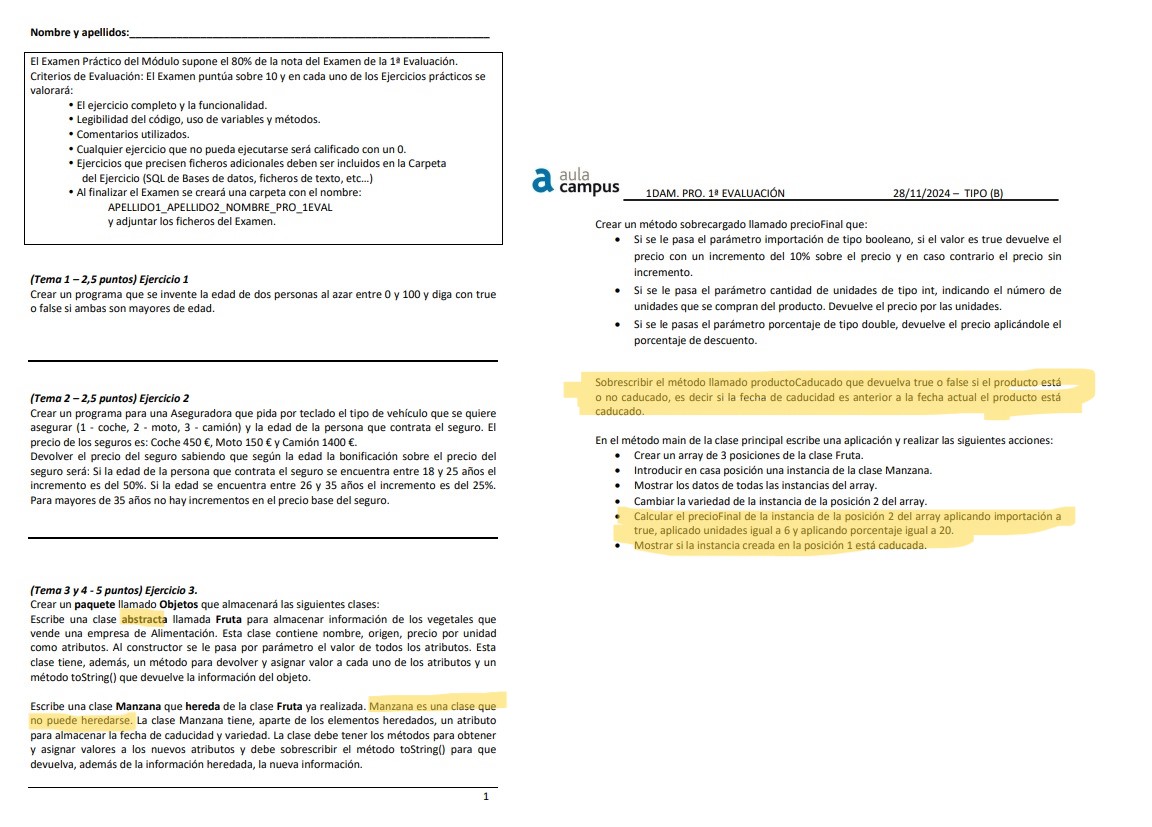 Nombre y apellidos:____________________________________________________________
El Examen Práctico del Módulo supone el 80% de la nota del Examen de la 1ª Evaluación.
Criterios de Evaluación: El Examen puntúa sobre 10 y en cada uno de los Ejercicios prácticos se
valorará:
• El ejercicio completo y la funcionalidad.
• Legibilidad del código, uso de variables y métodos.
• Comentarios utilizados.
• Cualquier ejercicio que no pueda ejecutarse será calificado con un 0.
• Ejercicios que precisen ficheros adicionales deben ser incluidos en la Carpeta
del Ejercicio (SQL de Bases de datos, ficheros de texto, etc...)
• Al finalizar el Examen se creará una carpeta con el nombre:
APELLIDO1_APELLIDO2_NOMBRE_PRO_1EVAL
y adjuntar los ficheros del Examen.
(Tema 1 – 2,5 puntos) Ejercicio 1
Crear un programa que se invente la edad de dos personas al azar entre 0 y 100 y diga con true
o false si ambas son mayores de edad.
(Tema 2 – 2,5 puntos) Ejercicio 2
Crear un programa para una Aseguradora que pida por teclado el tipo de vehículo que se quiere
asegurar (1 - coche, 2 - moto, 3 - camión) y la edad de la persona que contrata el seguro. El
precio de los seguros es: Coche 450 €, Moto 150 € y Camión 1400 €.
Devolver el precio del seguro sabiendo que según la edad la bonificación sobre el precio del
seguro será: Si la edad de la persona que contrata el seguro se encuentra entre 18 y 25 años el
incremento es del 50%. Si la edad se encuentra entre 26 y 35 años el incremento es del 25%.
Para mayores de 35 años no hay incrementos en el precio base del seguro.
(Tema 3 y 4 - 5 puntos) Ejercicio 3.
Crear un paquete llamado Objetos que almacenará las siguientes clases:
Escribe una clase abstracta llamada Fruta para almacenar información de los vegetales que
vende una empresa de Alimentación. Esta clase contiene nombre, origen, precio por unidad
como atributos. Al constructor se le pasa por parámetro el valor de todos los atributos. Esta
clase tiene, además, un método para devolver y asignar valor a cada uno de los atributos y un
método toString() que devuelve la información del objeto.
Escribe una clase Manzana que hereda de la clase Fruta ya realizada. Manzana es una clase que
no puede heredarse. La clase Manzana tiene, aparte de los elementos heredados, un atributo
para almacenar la fecha de caducidad y variedad. La clase debe tener los métodos para obtener
y asignar valores a los nuevos atributos y debe sobrescribir el método toString() para que
devuelva, además de la información heredada, la nueva información.
1
aula
campus
1DAM. PRO. 1ª EVALUACIÓN 28/11/2024 – TIPO (B)
Crear un método sobrecargado llamado precioFinal que:
• Si se le pasa el parámetro importación de tipo booleano, si el valor es true devuelve el
precio con un incremento del 10% sobre el precio y en caso contrario el precio sin
incremento.
• Si se le pasa el parámetro cantidad de unidades de tipo int, indicando el número de
unidades que se compran del producto. Devuelve el precio por las unidades.
• Si se le pasas el parámetro porcentaje de tipo double, devuelve el precio aplicándole el
porcentaje de descuento.
Sobrescribir el método llamado productoCaducado que devuelva true o false si el producto está
o no caducado, es decir si la fecha de caducidad es anterior a la fecha actual el producto está
caducado.
En el método main de la clase principal escribe una aplicación y realizar las siguientes acciones:
• Crear un array de 3 posiciones de la clase Fruta.
• Introducir en casa posición una instancia de la clase Manzana.
• Mostrar los datos de todas las instancias del array.
• Cambiar la variedad de la instancia de la posición 2 del array.
• Calcular el precioFinal de la instancia de la posición 2 del array aplicando importación a
true, aplicado unidades igual a 6 y aplicando porcentaje igual a 20.
• Mostrar si la instancia creada en la posición 1 está caducada.